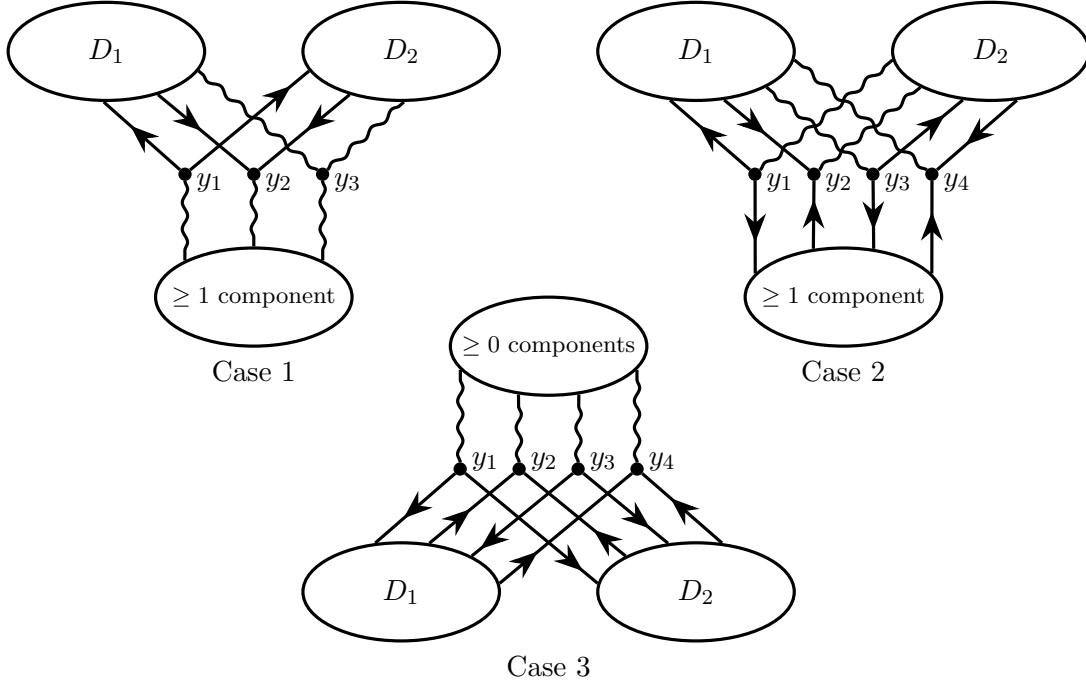 D₁ D₂ D₁ D₂
y₁ y₂ y₃ y₁ y₂ y₃ y₄
≥ 1 component ≥ 1 component
≥ 0 components
Case 1 Case 2
y₁ y₂ y₃ y₄
D₁ D₂
Case 3